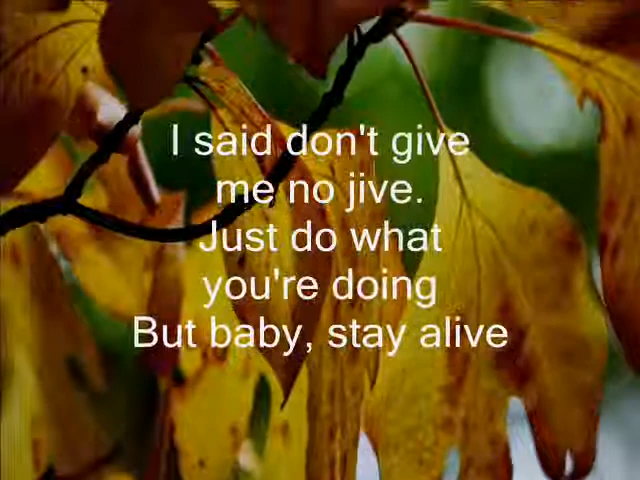 I said don't give
me no jive.
Just do what
you're doing
But baby, stay alive